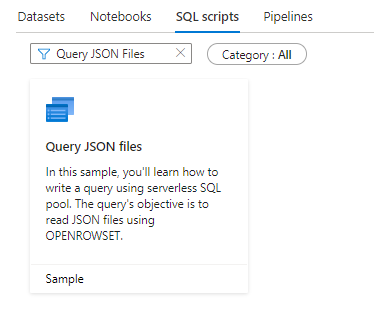 Datasets Notebooks SQL scripts Pipelines
Query JSON Files Category : All
Query JSON files
In this sample, you'll learn how to
write a query using serverless SQL
pool. The query's objective is to
read JSON files using
OPENROWSET.
Sample